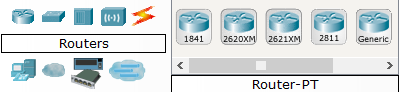 1841 2620XM 2621XM 2811 Generic
Routers
Router-PT